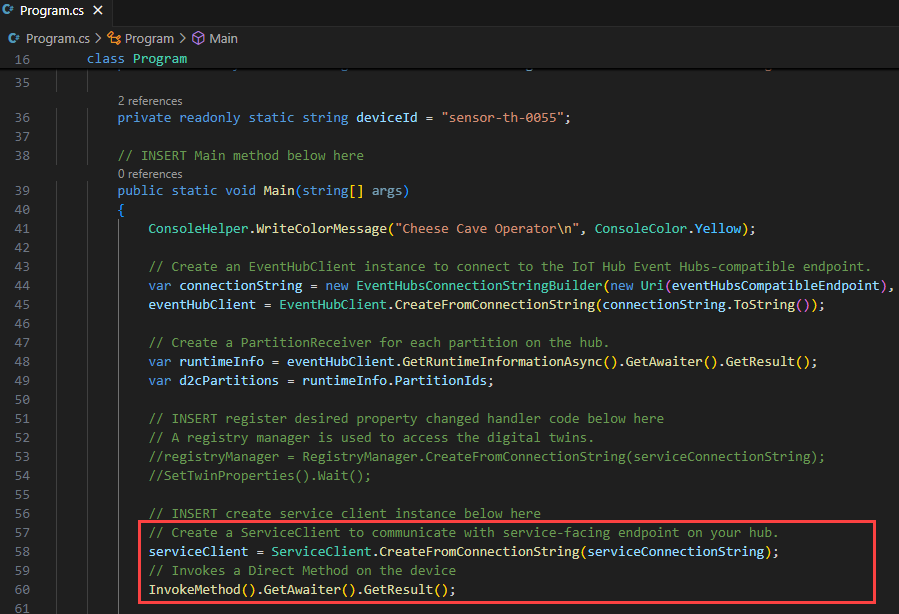 Program.cs
Program.cs > Program > Main
16 class Program
35
2 references
36 private readonly static string deviceId = "sensor-th-0055";
37
38 // INSERT Main method below here
0 references
39 public static void Main(string[] args)
40 {
41 ConsoleHelper.WriteColorMessage("Cheese Cave Operator\n", ConsoleColor.Yellow);
42
43 // Create an EventHubClient instance to connect to the IoT Hub Event Hubs-compatible endpoint.
44 var connectionString = new EventHubsConnectionStringBuilder(new Uri(eventHubsCompatibleEndpoint),
45 eventHubClient = EventHubClient.CreateFromConnectionString(connectionString.ToString());
46
47 // Create a PartitionReceiver for each partition on the hub.
48 var runtimeInfo = eventHubClient.GetRuntimeInformationAsync().GetAwaiter().GetResult();
49 var d2cPartitions = runtimeInfo.PartitionIds;
50
51 // INSERT register desired property changed handler code below here
52 // A registry manager is used to access the digital twins.
53 //registryManager = RegistryManager.CreateFromConnectionString(serviceConnectionString);
54 //SetTwinProperties().Wait();
55
56 // INSERT create service client instance below here
57 // Create a ServiceClient to communicate with service-facing endpoint on your hub.
58 serviceClient = ServiceClient.CreateFromConnectionString(serviceConnectionString);
59 // Invokes a Direct Method on the device
60 InvokeMethod().GetAwaiter().GetResult();
61